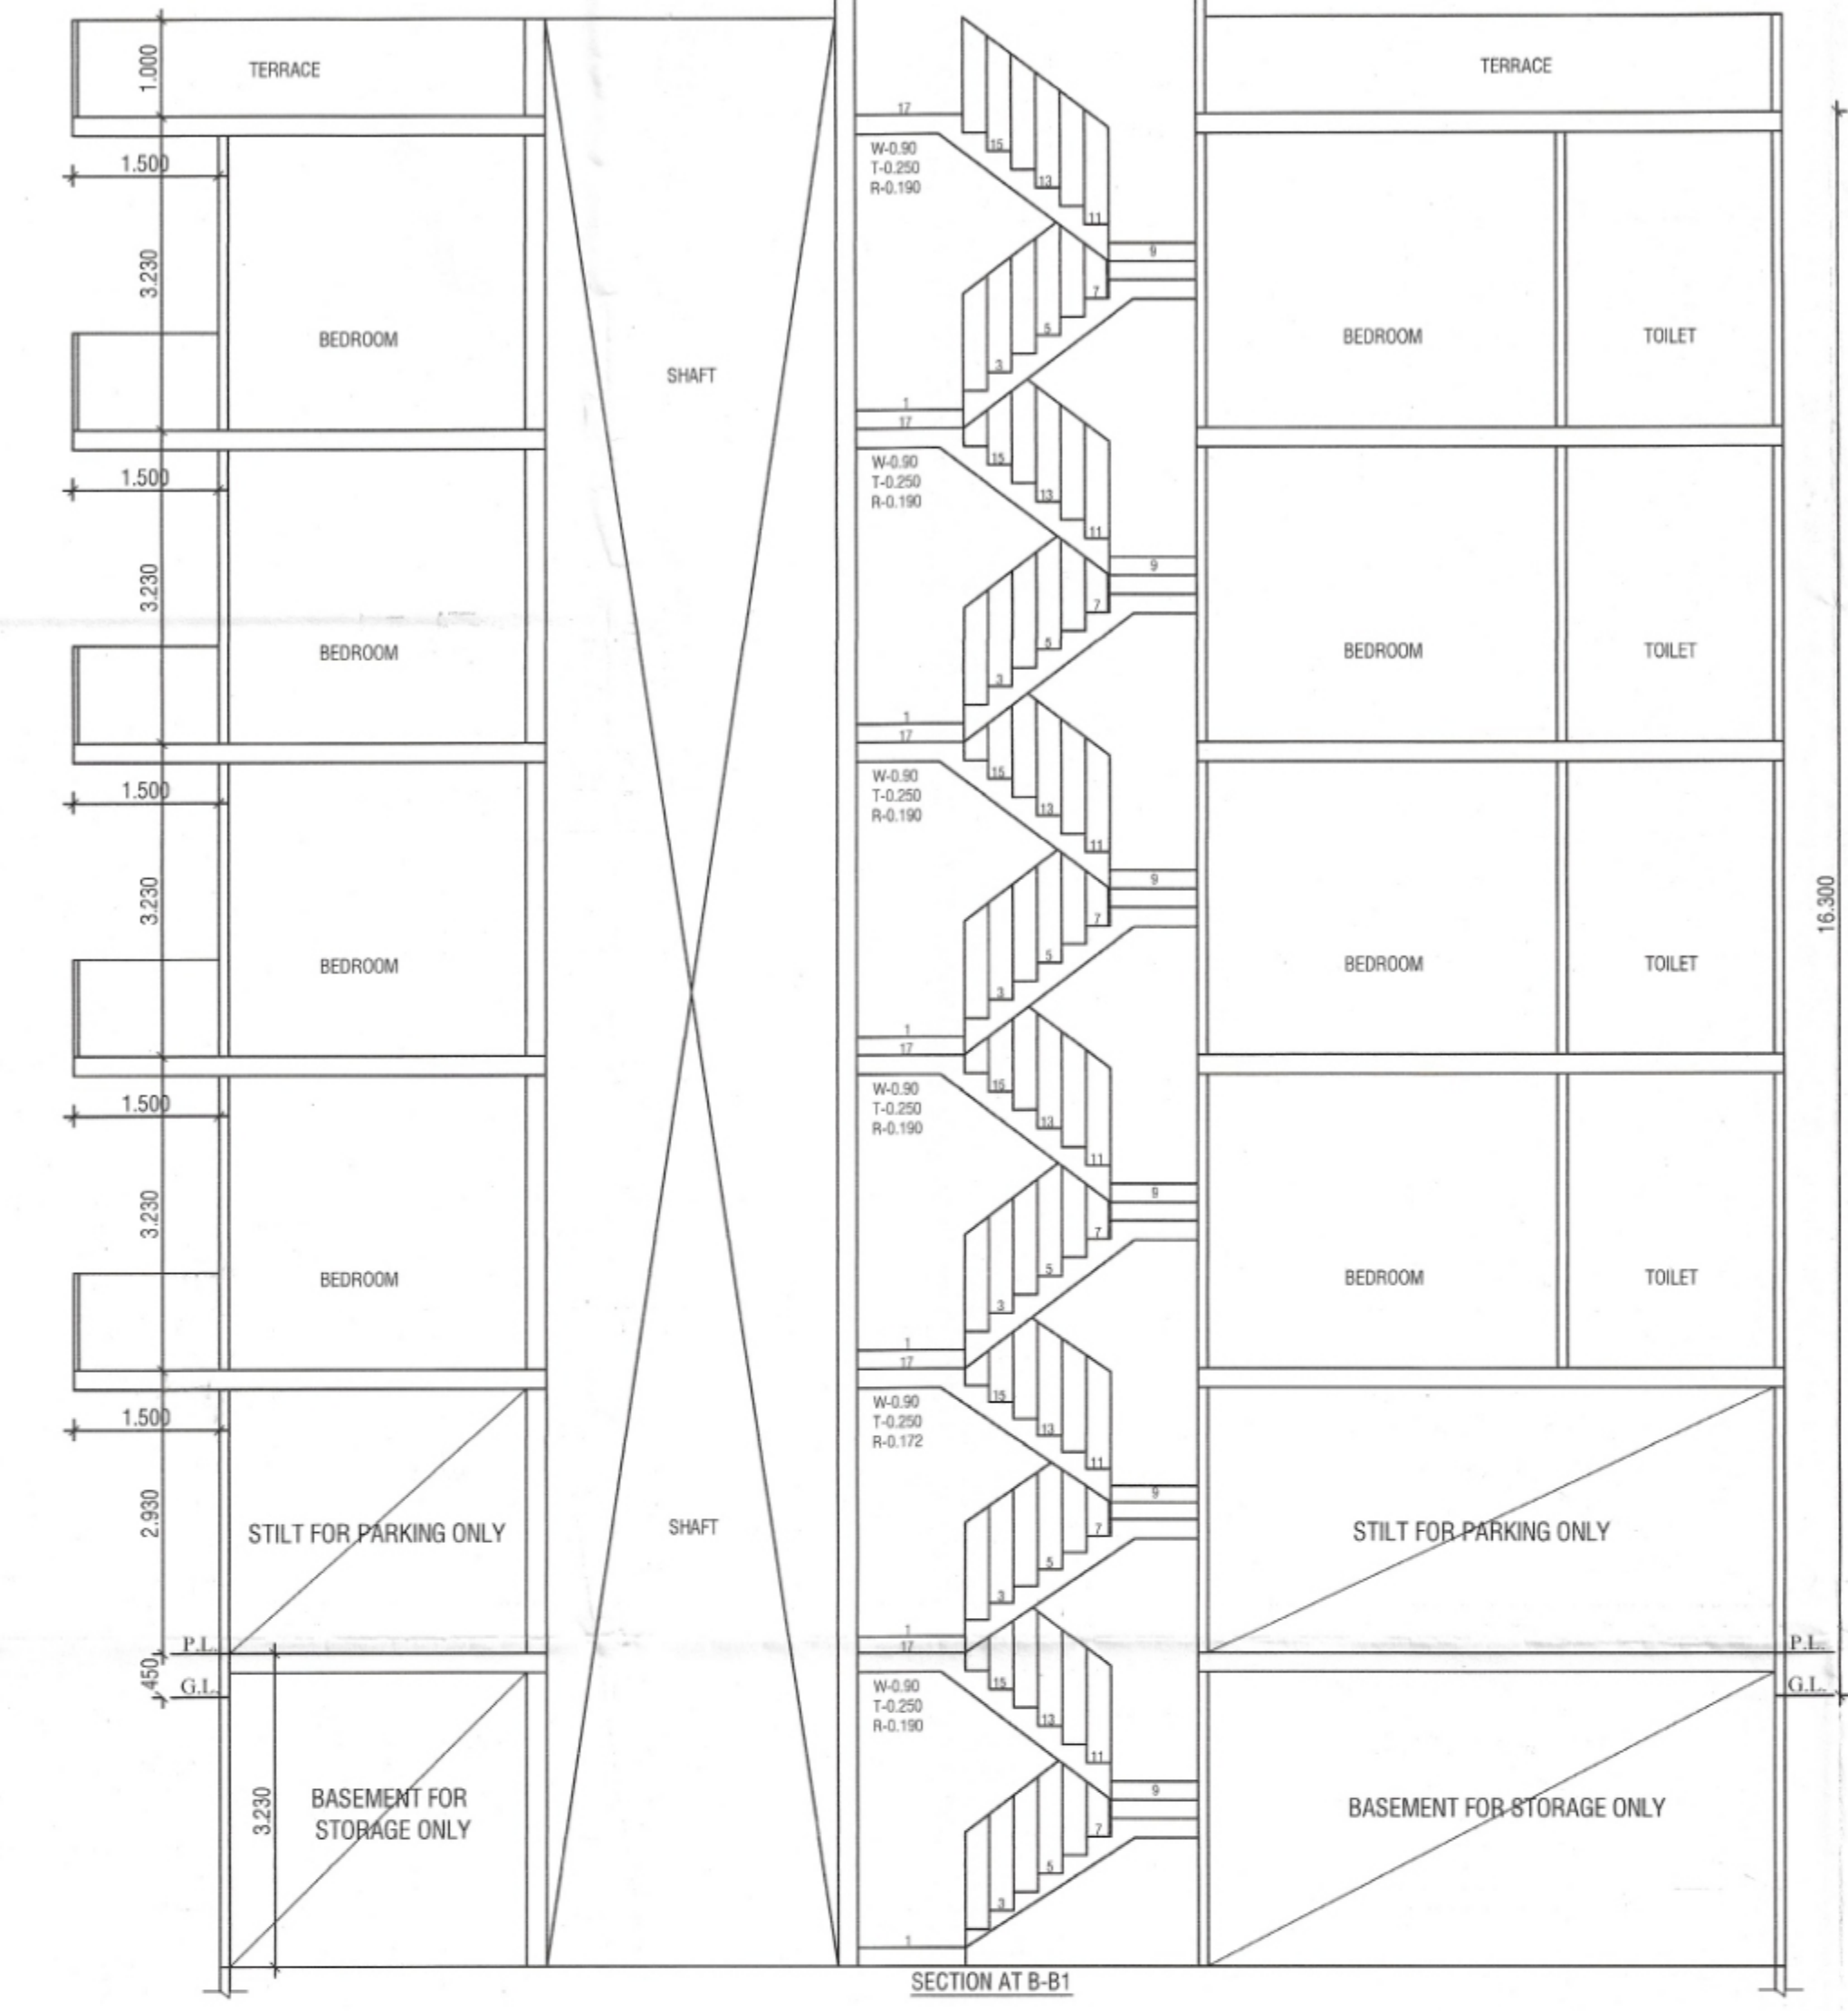 TERRACE
TERRACE
1.000
17
15
13
11
W-0.90
T-0.250
R-0.190
1.500
3.230
9
7
5
3
1
BEDROOM
SHAFT
BEDROOM
TOILET
17
15
13
11
W-0.90
T-0.250
R-0.190
1.500
3.230
9
7
5
3
1
BEDROOM
BEDROOM
TOILET
17
15
13
11
W-0.90
T-0.250
R-0.190
1.500
3.230
9
7
5
3
1
16.300
BEDROOM
BEDROOM
TOILET
17
15
13
11
W-0.90
T-0.250
R-0.190
1.500
3.230
9
7
5
3
1
BEDROOM
BEDROOM
TOILET
17
15
13
11
W-0.90
T-0.250
R-0.172
1.500
2.930
9
7
5
3
1
STILT FOR PARKING ONLY
SHAFT
STILT FOR PARKING ONLY
P.L.
P.L.
.450
G.L.
G.L.
17
15
13
11
W-0.90
T-0.250
R-0.190
3.230
9
7
5
3
1
BASEMENT FOR
STORAGE ONLY
BASEMENT FOR STORAGE ONLY
SECTION AT B-B1